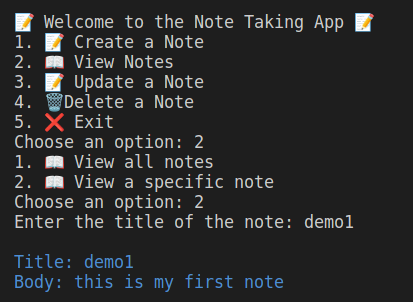 📝 Welcome to the Note Taking App 📝
1. 📝 Create a Note
2. 📖 View Notes
3. 📝 Update a Note
4. 🗑️Delete a Note
5. ❌ Exit
Choose an option: 2
1. 📖 View all notes
2. 📖 View a specific note
Choose an option: 2
Enter the title of the note: demo1

Title: demo1
Body: this is my first note